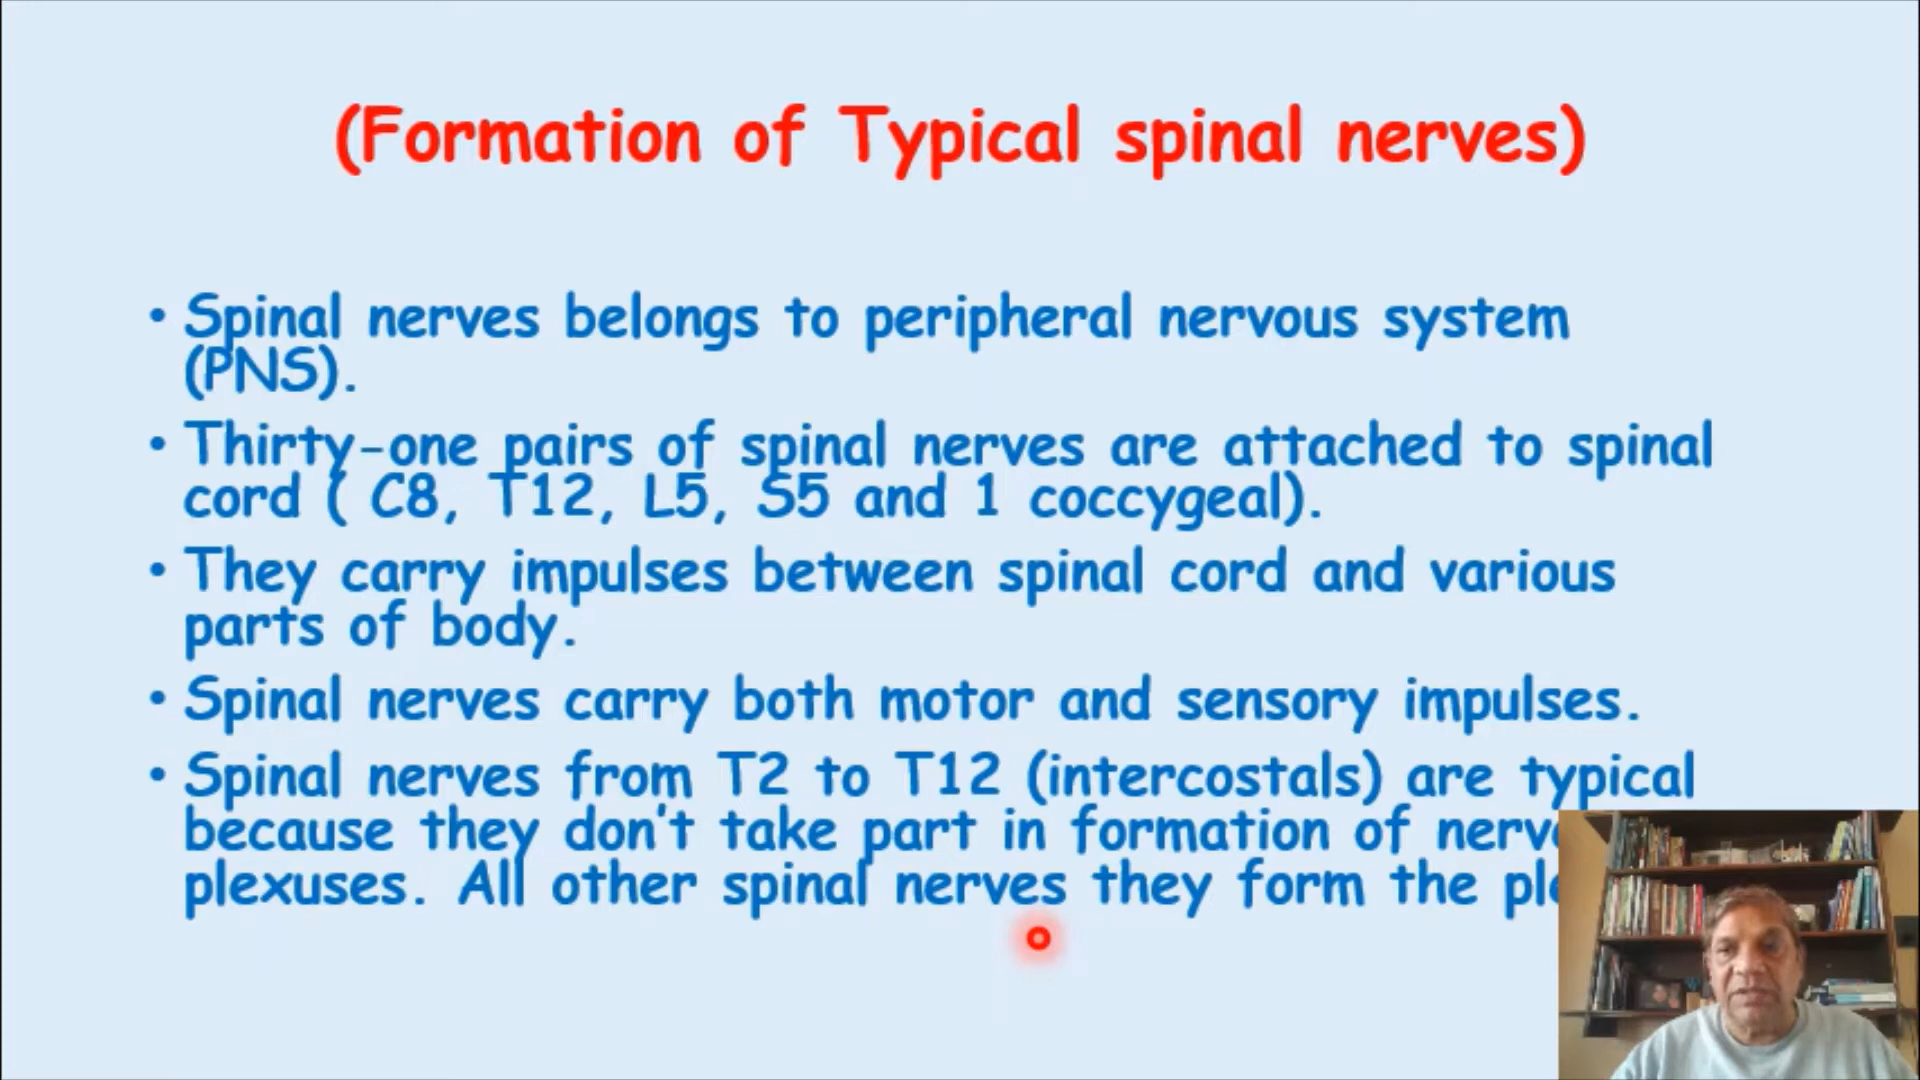 (Formation of Typical spinal nerves)
• Spinal nerves belongs to peripheral nervous system
(PNS).
• Thirty-one pairs of spinal nerves are attached to spinal
cord ( C8, T12, L5, S5 and 1 coccygeal).
• They carry impulses between spinal cord and various
parts of body.
• Spinal nerves carry both motor and sensory impulses.
• Spinal nerves from T2 to T12 (intercostals) are typical
because they don't take part in formation of
plexuses. All other spinal nerves they form the